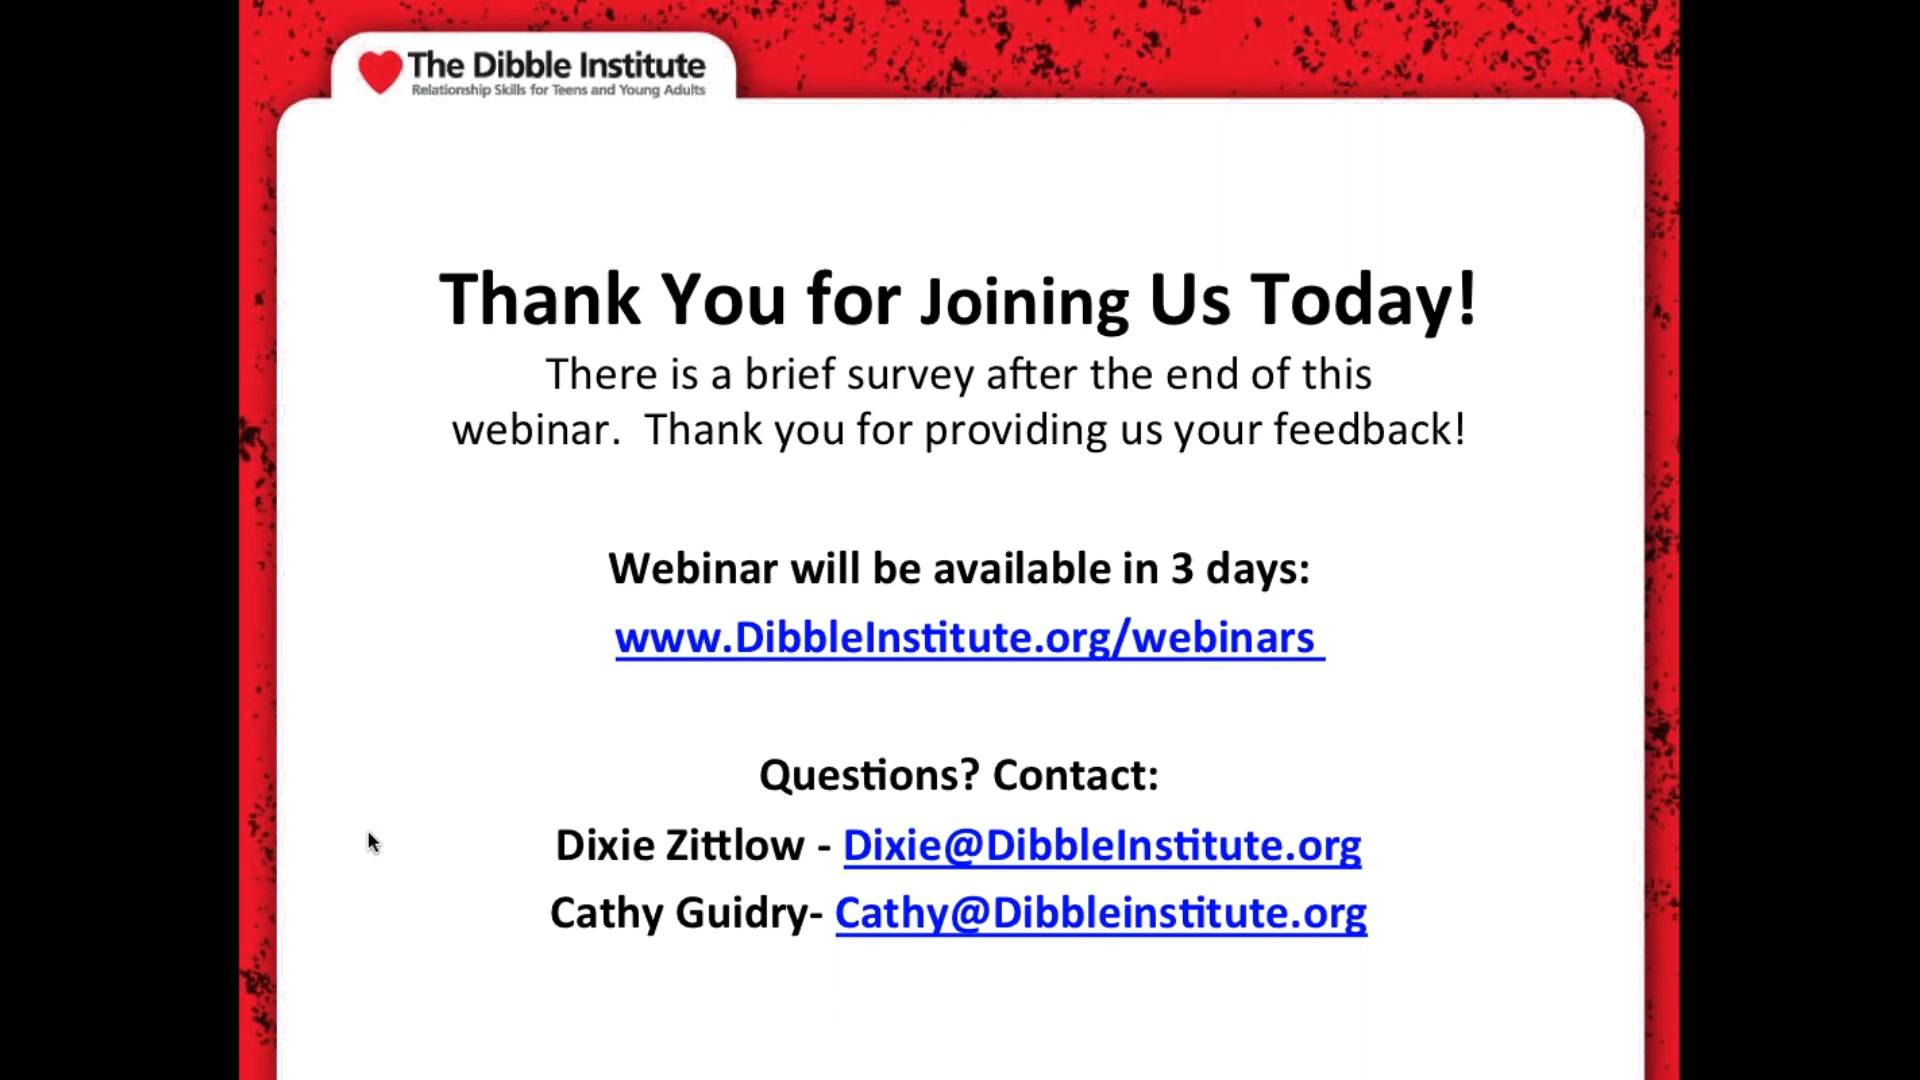 The Dibble Institute
Relationship Skills for Teens and Young Adults
Thank You for Joining Us Today!
There is a brief survey after the end of this
webinar.  Thank you for providing us your feedback!
Webinar will be available in 3 days:
www.DibbleInstitute.org/webinars
Questions? Contact:
Dixie Zittlow - Dixie@DibbleInstitute.org
Cathy Guidry- Cathy@Dibbleinstitute.org